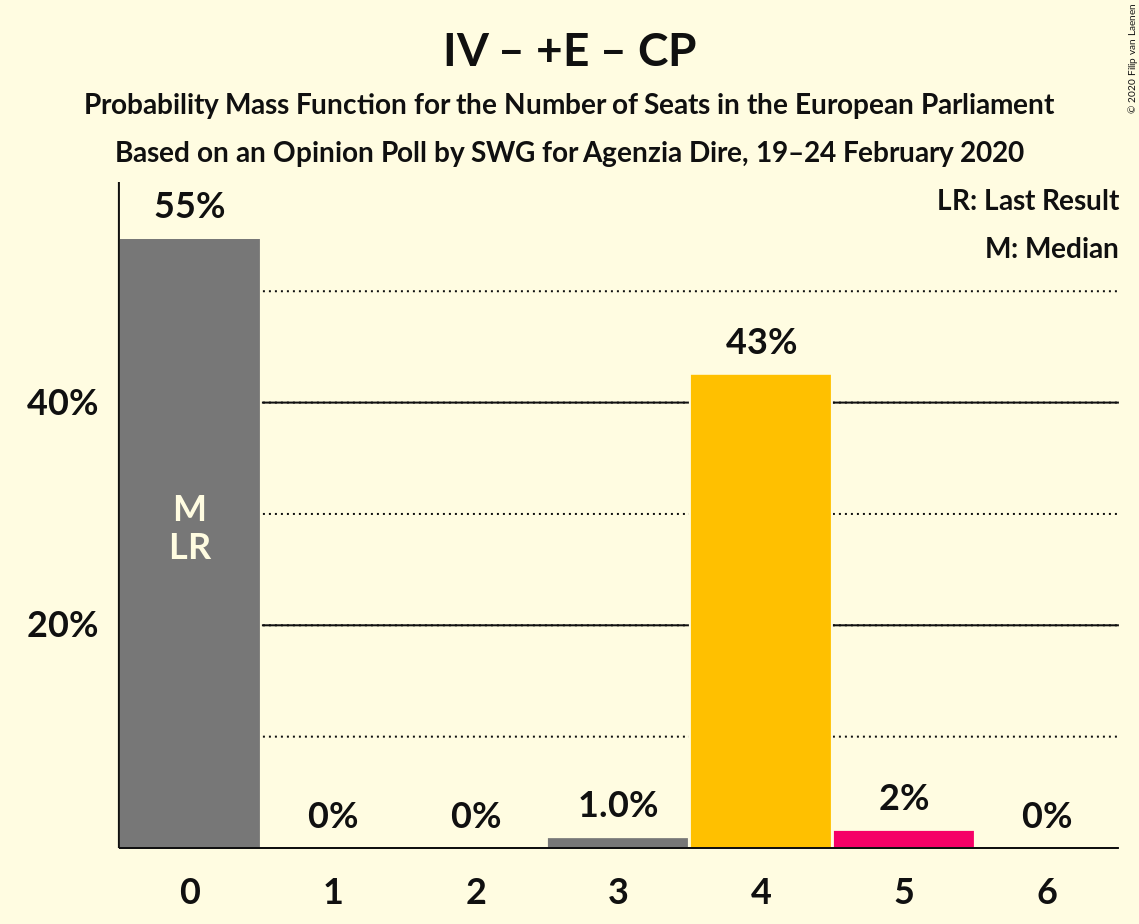 IV – +E – CP
Probability Mass Function for the Number of Seats in the European Parliament
Based on an Opinion Poll by SWG for Agenzia Dire, 19–24 February 2020
© 2020 Filip van Laenen
LR: Last Result
M: Median
55%
43%
40%
M
LR
20%
0%
0%
1.0%
2%
0%
0
1
2
3
4
5
6